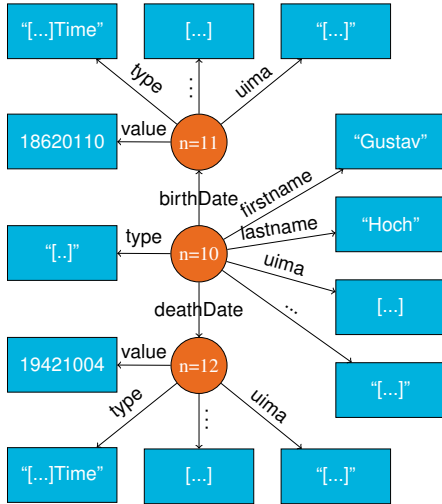 “[...]Time”
[...]
“[...]”
type
...
uima
18620110
value
n=11
“Gustav”
birthDate
firstname
lastname
“Hoch”
“[..]”
type
n=10
uima
[...]
deathDate
...
19421004
value
n=12
“[...]”
type
...
uima
“[...]Time”
[...]
“[...]”